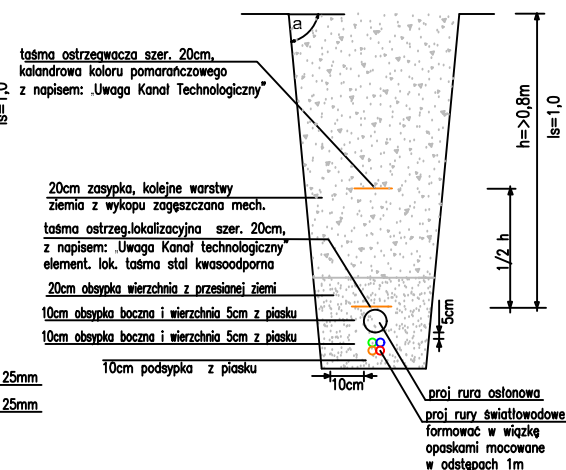 a
taśma ostrzegwacza szer. 20cm,
kalandrowa koloru pomarańczowego
z napisem: „Uwaga Kanał Technologiczny"
ls=1,0
h=>0,8m
ls=1,0
20cm zasypka, kolejne warstwy
ziemia z wykopu zagęszczana mech.
taśma ostrzeg.lokalizacyjna szer. 20cm,
z napisem: „Uwaga Kanał technologiczny"
element. lok. taśma stal kwasoodporna
1/2 h
20cm obsypka wierzchnia z przesianej ziemi
10cm obsypka boczna i wierzchnia 5cm z piasku
5cm
10cm obsypka boczna i wierzchnia 5cm z piasku
10cm podsypka z piasku
25mm
10cm
25mm
proj rura osłonowa
proj rury światłowodowe
formować w wiązkę
opaskami mocowane
w odstępach 1m